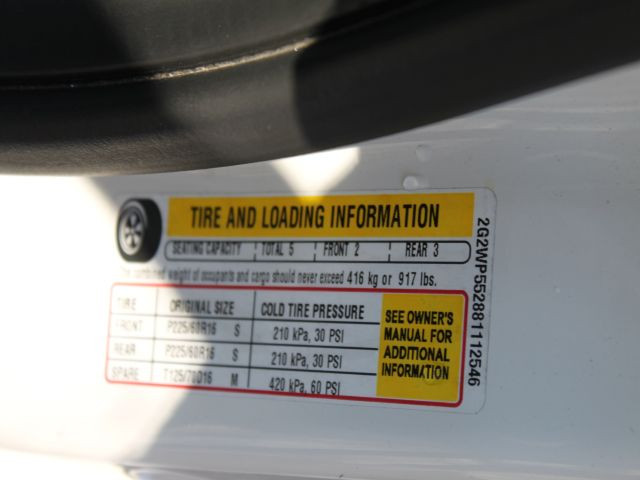 TIRE AND LOADING INFORMATION
SEATING CAPACITY TOTAL 5 FRONT 2 REAR 3
The combined weight of occupants and cargo should never exceed 416 kg or 917 lbs.
TIRE ORIGINAL SIZE COLD TIRE PRESSURE
FRONT P225/60R16 S 210 kPa, 30 PSI
REAR P225/60R16 S 210 kPa, 30 PSI
SPARE T125/70D16 M 420 kPa, 60 PSI
SEE OWNER'S
MANUAL FOR
ADDITIONAL
INFORMATION
2G2WP552881112546